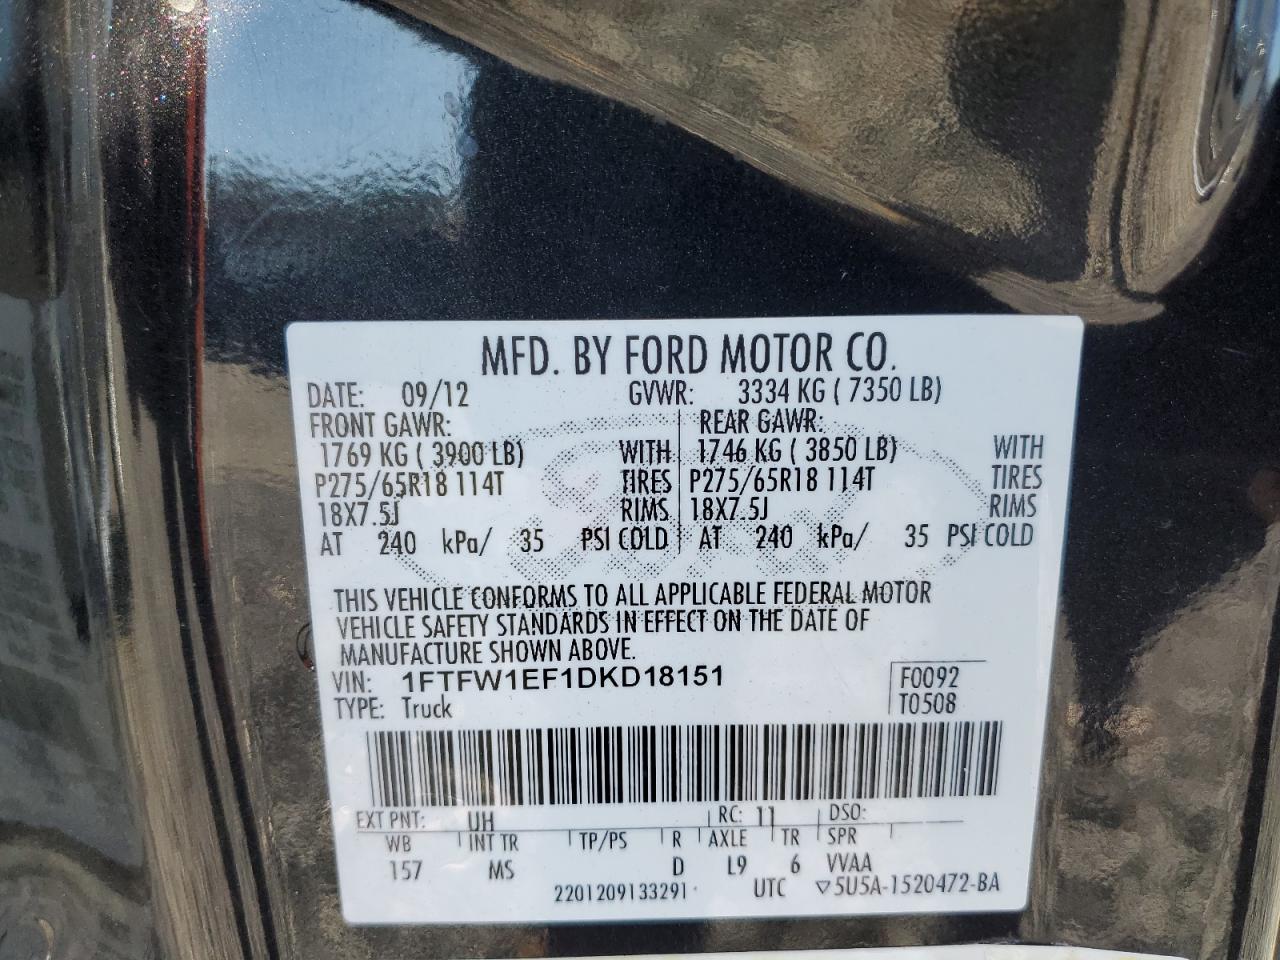 MFD. BY FORD MOTOR CO.
DATE: 09/12 GVWR: 3334 KG ( 7350 LB)
FRONT GAWR: REAR GAWR:
1769 KG ( 3900 LB) WITH 1746 KG ( 3850 LB) WITH
P275/65R18 114T TIRES P275/65R18 114T TIRES
18X7.5J RIMS 18X7.5J RIMS
AT 240 kPa/ 35 PSI COLD AT 240 kPa/ 35 PSI COLD
THIS VEHICLE CONFORMS TO ALL APPLICABLE FEDERAL MOTOR
VEHICLE SAFETY STANDARDS IN EFFECT ON THE DATE OF
MANUFACTURE SHOWN ABOVE.
VIN: 1FTFW1EF1DKD18151 F0092
TYPE: Truck T0508
EXT PNT: UH RC: 11 DSO:
WB INT TR TP/PS R AXLE TR SPR
157 MS D L9 6 VVAA
2201209133291 UTC ▽5U5A-1520472-BA